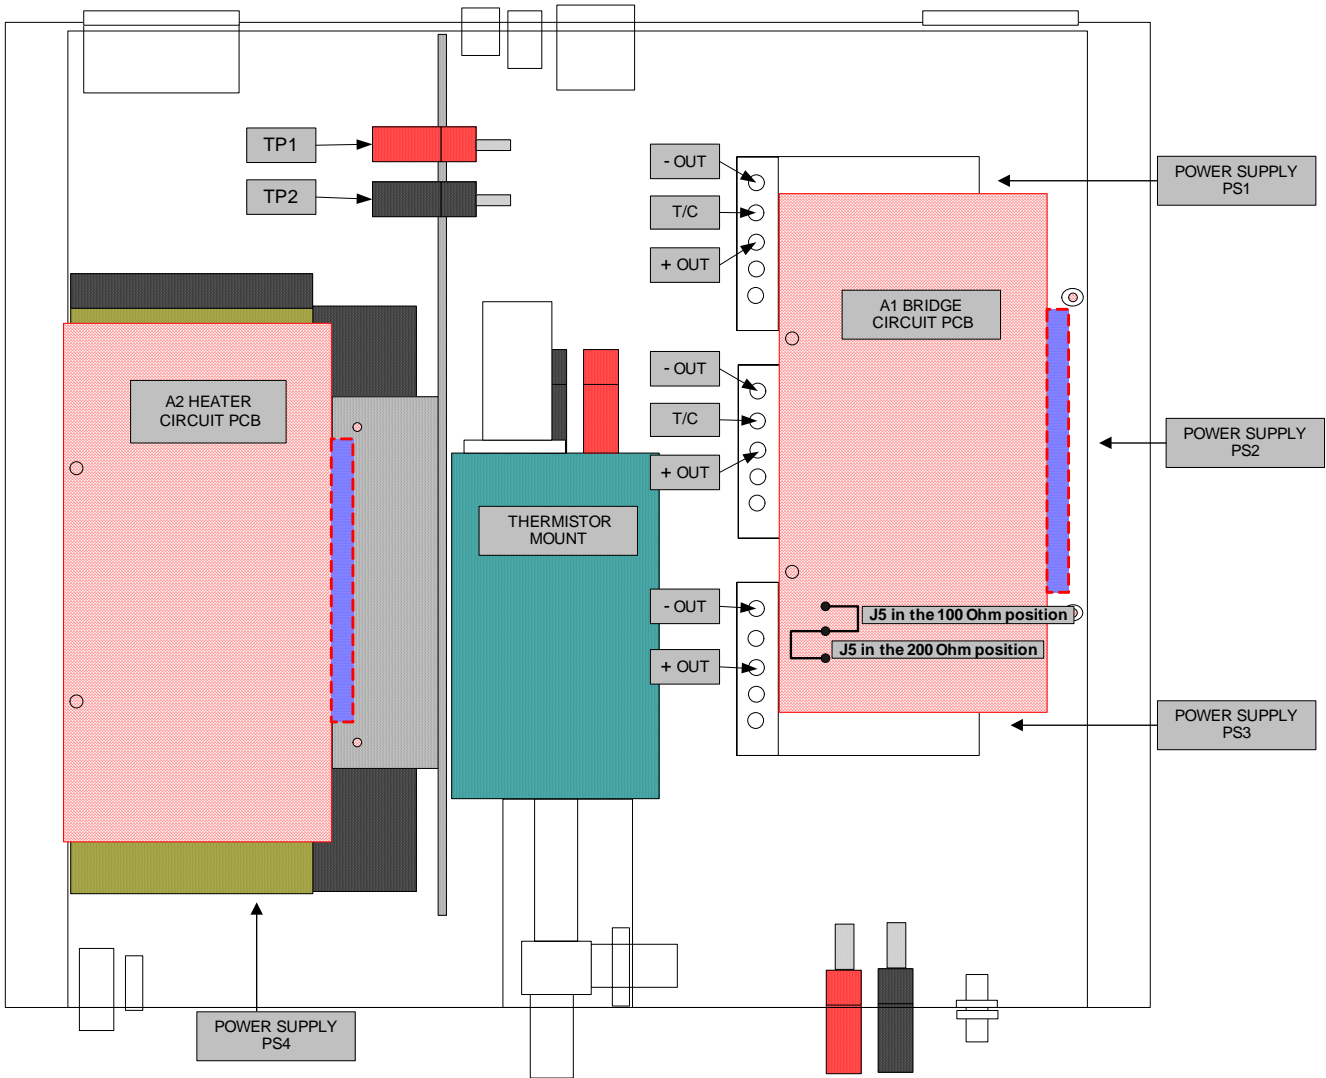 TP1
TP2
- OUT
T/C
+ OUT
POWER SUPPLY
PS1
A1 BRIDGE
CIRCUIT PCB
- OUT
T/C
+ OUT
A2 HEATER
CIRCUIT PCB
POWER SUPPLY
PS2
THERMISTOR
MOUNT
- OUT
+ OUT
J5 in the 100 Ohm position
J5 in the 200 Ohm position
POWER SUPPLY
PS3
POWER SUPPLY
PS4